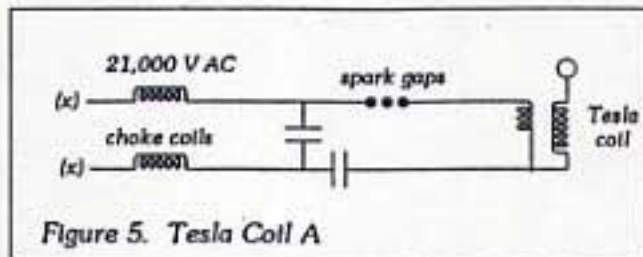 21,000 V AC
spark gaps
(x)
Tesla
coil
choke coils
(x)
Figure 5. Tesla Coil A